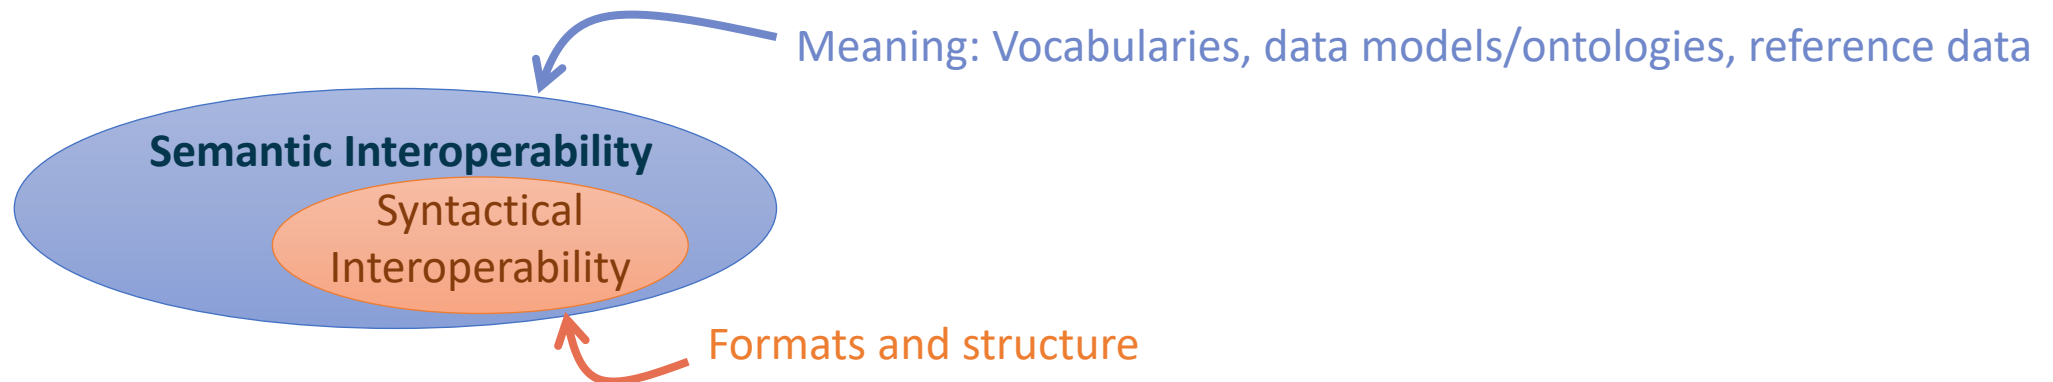 Meaning: Vocabularies, data models/ontologies, reference data
Semantic Interoperability
Syntactical
Interoperability
Formats and structure